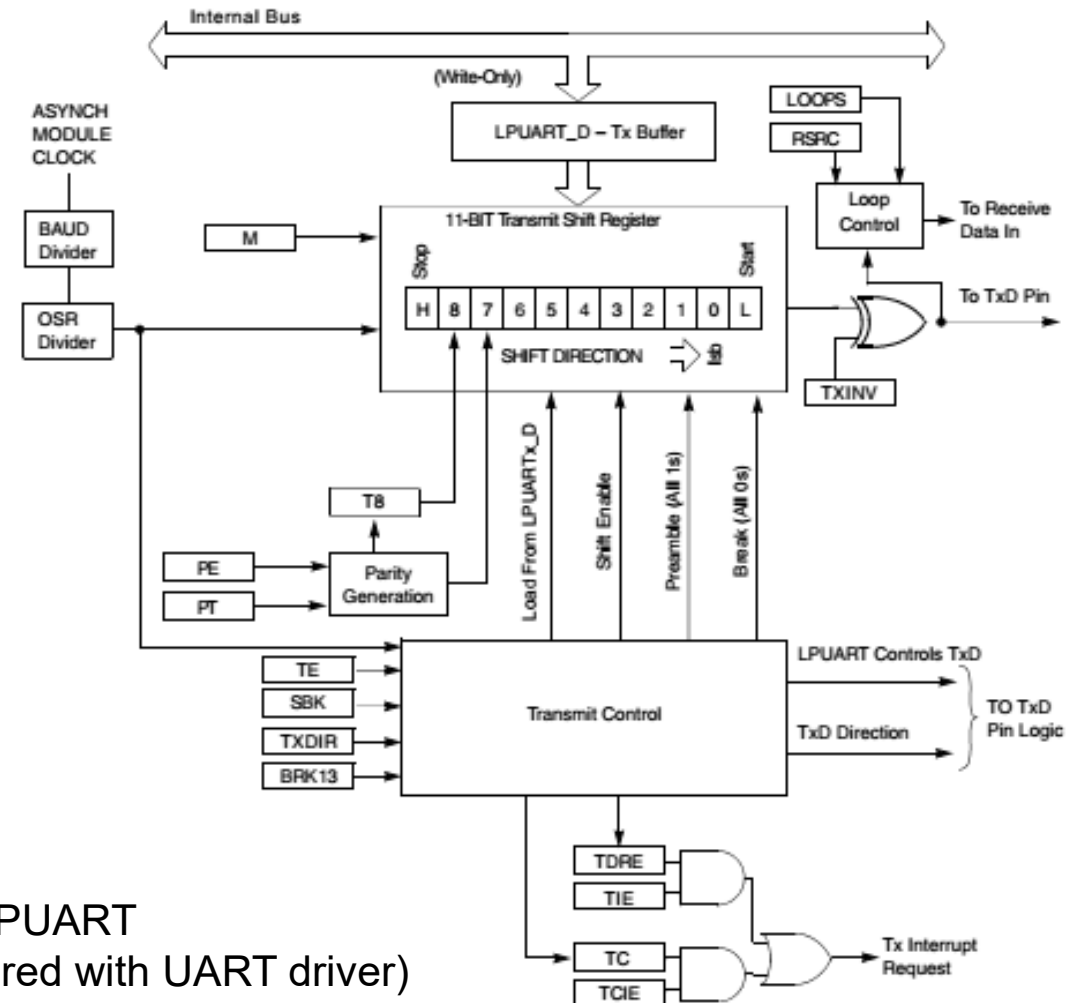 Internal Bus
(Write-Only)
LPUART_D – Tx Buffer
ASYNCH
MODULE
CLOCK
BAUD
Divider
OSR
Divider
M
11-BIT Transmit Shift Register
Stop
Start
H 8 7 6 5 4 3 2 1 0 L
SHIFT DIRECTION
lsb
LOOPS
RSRC
Loop
Control
To Receive
Data In
To TxD Pin
TXINV
T8
PE
PT
Parity
Generation
Load From LPUARTx_D
Shift Enable
Preamble (All 1s)
Break (All 0s)
TE
SBK
TXDIR
BRK13
Transmit Control
LPUART Controls TxD
TxD Direction
TO TxD
Pin Logic
TDRE
TIE
TC
TCIE
Tx Interrupt
Request
PUART
red with UART driver)